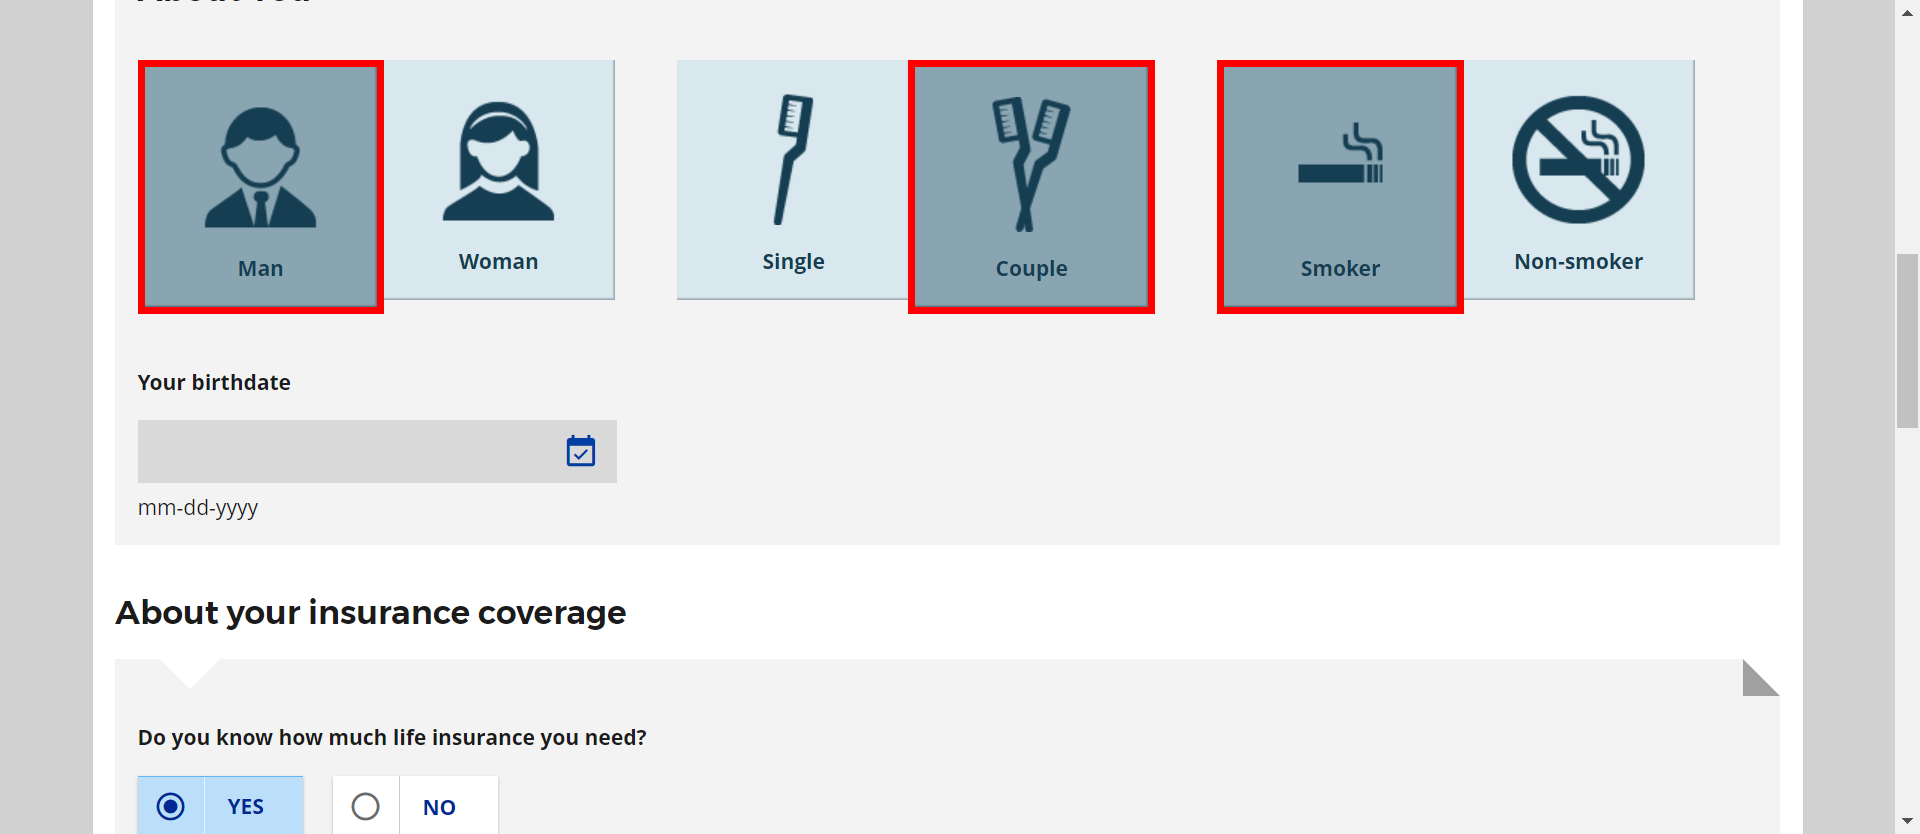 Man
Woman
Single
Couple
Smoker
Non-smoker
Your birthdate
mm-dd-yyyy
About your insurance coverage
Do you know how much life insurance you need?
YES
NO